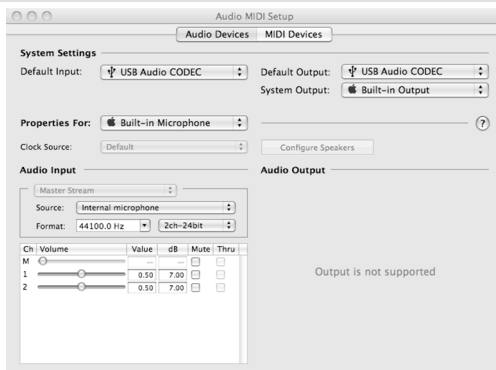 Audio MIDI Setup
Audio Devices MIDI Devices
System Settings
Default Input: USB Audio CODEC
Default Output: USB Audio CODEC
System Output: Built-in Output
Properties For: Built-in Microphone
?
Clock Source: Default
Configure Speakers
Audio Input
Audio Output
Master Stream
Source: Internal microphone
Format: 44100.0 Hz 2ch-24bit
Ch Volume Value dB Mute Thru
M -- --
1 0.50 7.00
2 0.50 7.00
Output is not supported